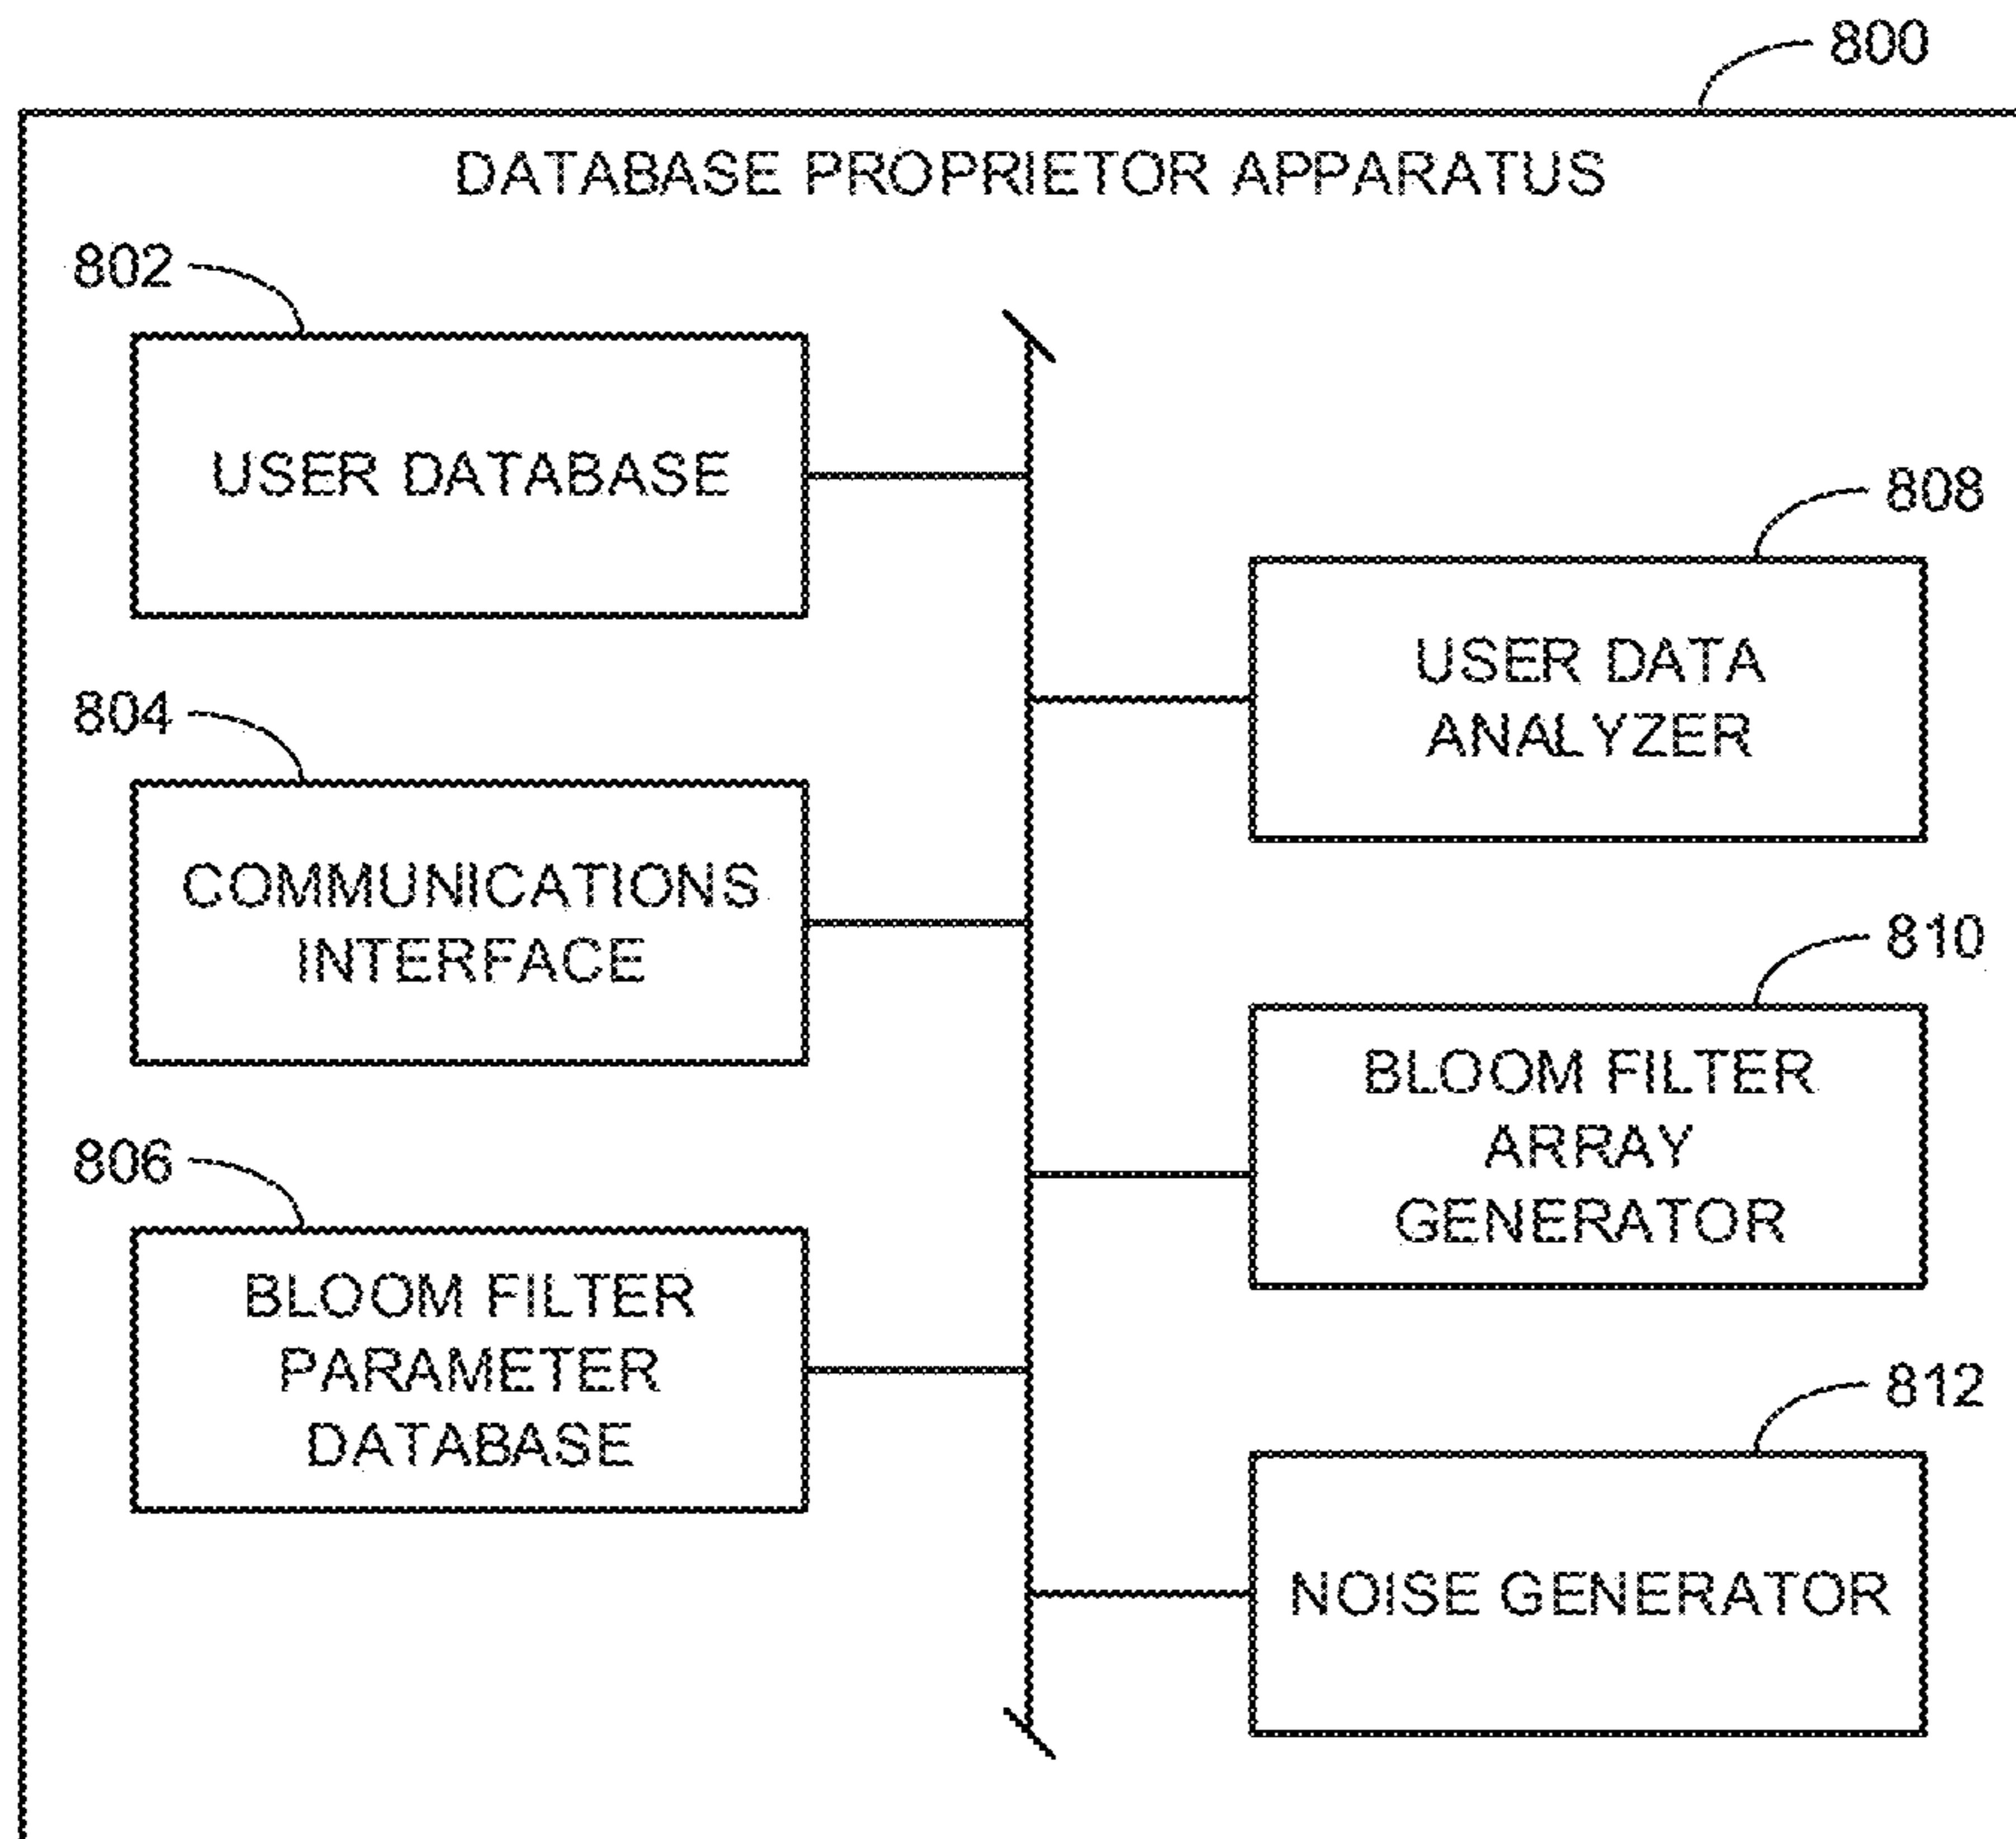 800
DATABASE PROPRIETOR APPARATUS
802
USER DATABASE
808
USER DATA
ANALYZER
804
COMMUNICATIONS
INTERFACE
810
BLOOM FILTER
ARRAY
GENERATOR
806
BLOOM FILTER
PARAMETER
DATABASE
812
NOISE GENERATOR